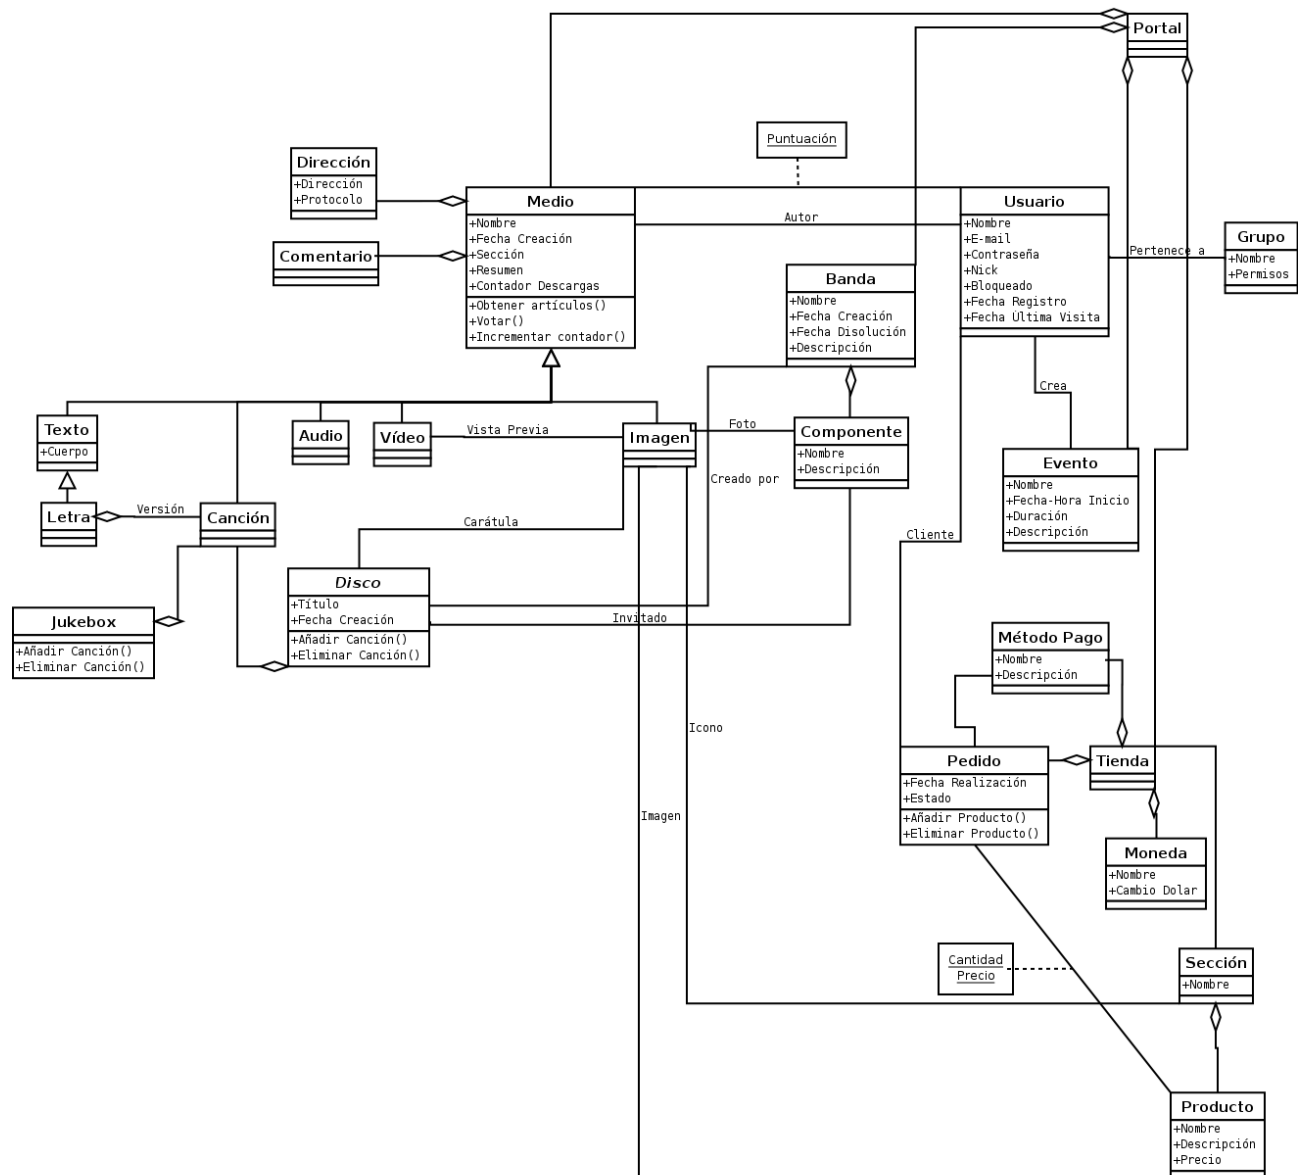 Portal
Puntuación
Dirección
+Dirección
+Protocolo
Medio
+Nombre
+Fecha Creación
+Sección
+Resumen
+Contador Descargas
+Obtener artículos()
+Votar()
+Incrementar contador()
Autor
Usuario
+Nombre
+E-mail
+Contraseña
+Nick
+Bloqueado
+Fecha Registro
+Fecha Última Visita
Pertenece a
Grupo
+Nombre
+Permisos
Comentario
Banda
+Nombre
+Fecha Creación
+Fecha Disolución
+Descripción
Crea
Texto
+Cuerpo
Audio
Vídeo
Vista Previa
Imagen
Foto
Componente
+Nombre
+Descripción
Creado por
Evento
+Nombre
+Fecha-Hora Inicio
+Duración
+Descripción
Letra
Versión
Canción
Carátula
Cliente
Disco
+Título
+Fecha Creación
+Añadir Canción()
+Eliminar Canción()
Invitado
Jukebox
+Añadir Canción()
+Eliminar Canción()
Método Pago
+Nombre
+Descripción
Icono
Pedido
+Fecha Realización
+Estado
+Añadir Producto()
+Eliminar Producto()
Tienda
Imagen
Moneda
+Nombre
+Cambio Dolar
Cantidad
Precio
Sección
+Nombre
Producto
+Nombre
+Descripción
+Precio